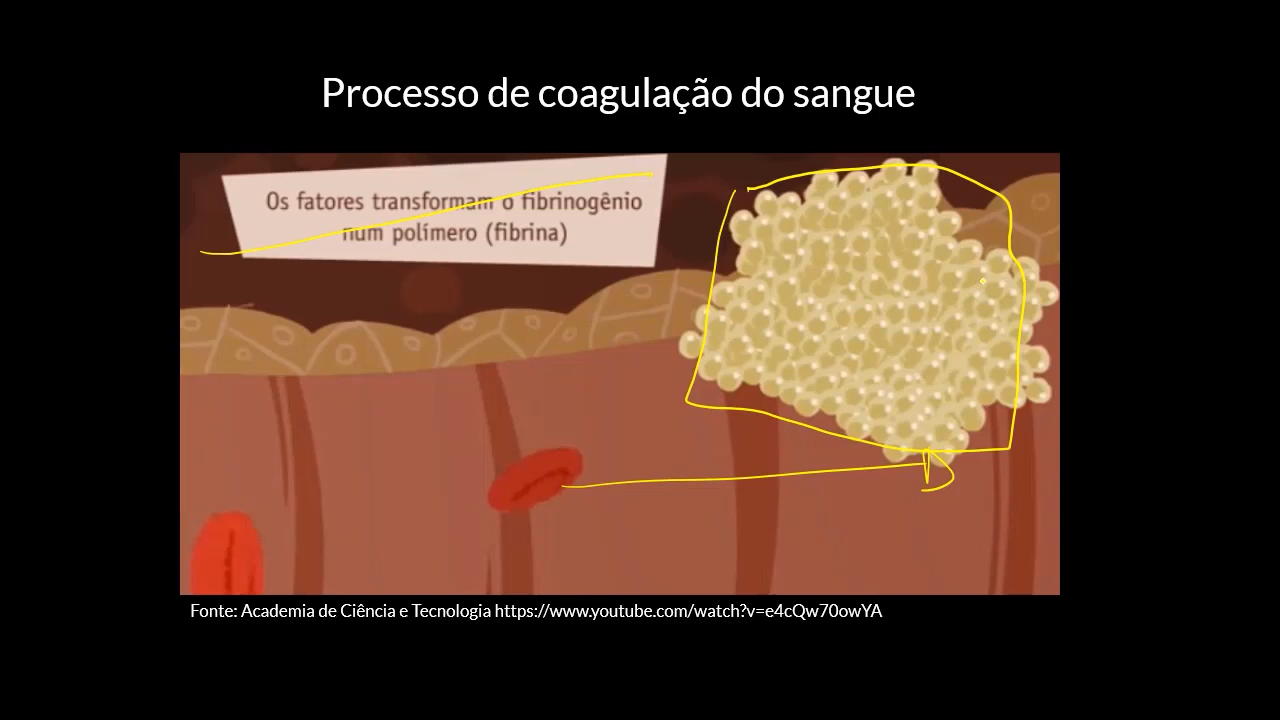 Processo de coagulação do sangue
Os fatores transformam o fibrinogênio
num polímero (fibrina)
Fonte: Academia de Ciência e Tecnologia https://www.youtube.com/watch?v=e4cQw70owYA